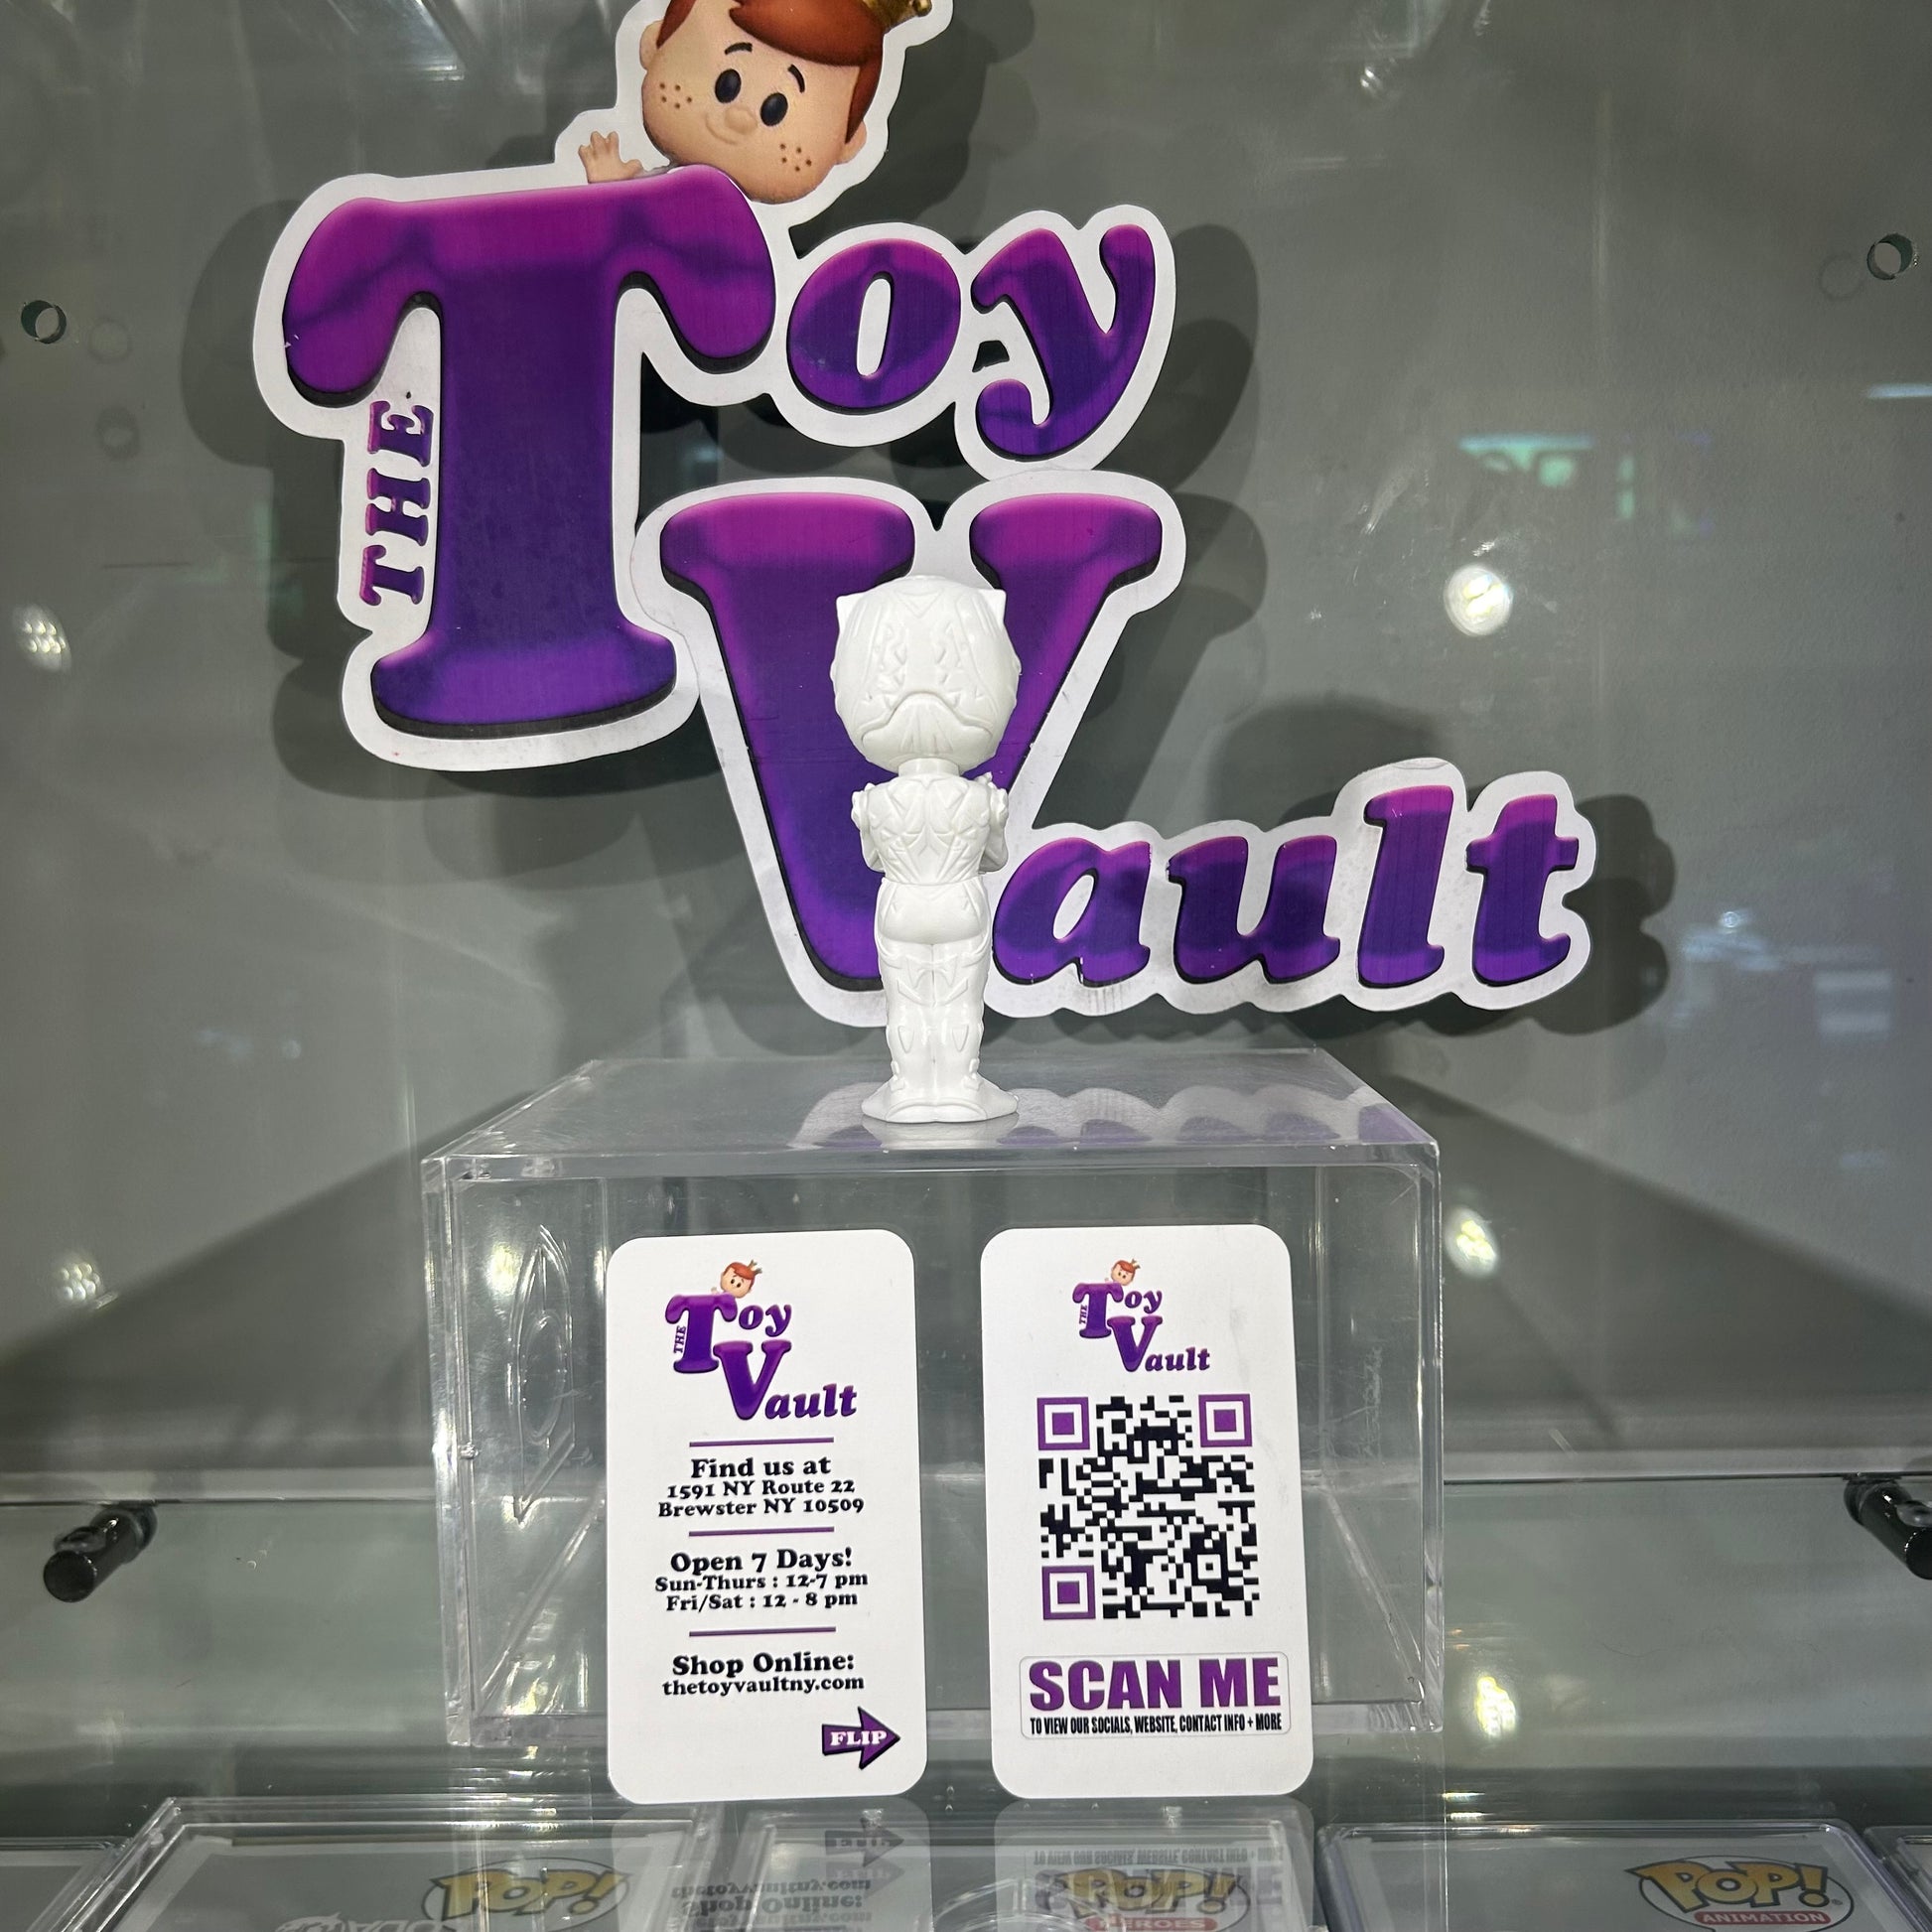 THE
Toy
Vault
THE
Toy
Vault
Find us at
1591 NY Route 22
Brewster NY 10509
Open 7 Days!
Sun-Thurs : 12-7 pm
Fri/Sat : 12 - 8 pm
Shop Online:
thetoyvaultny.com
FLIP
THE
Toy
Vault
SCAN ME
TO VIEW OUR SOCIALS, WEBSITE, CONTACT INFO + MORE
POP!
POP!
HEROES
POP!
ANIMATION